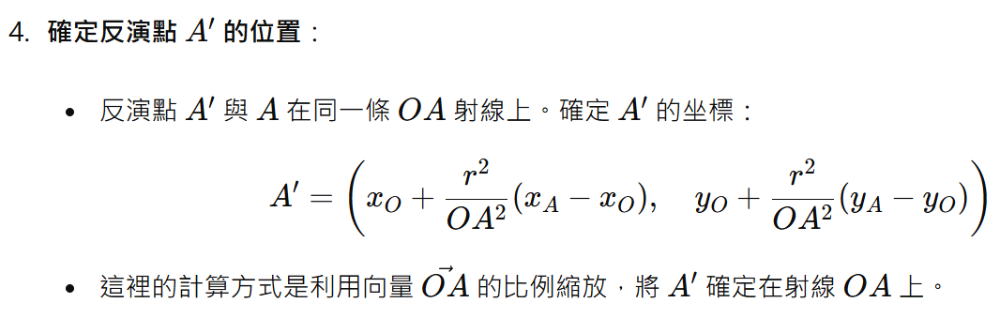 4. 確定反演點 A′ 的位置：
• 反演點 A′ 與 A 在同一條 OA 射線上。確定 A′ 的坐標：
A′ = ( x_O + \frac{r^2}{OA^2}(x_A − x_O), y_O + \frac{r^2}{OA^2}(y_A − y_O) )
• 這裡的計算方式是利用向量 \vec{OA} 的比例縮放，將 A′ 確定在射線 OA 上。